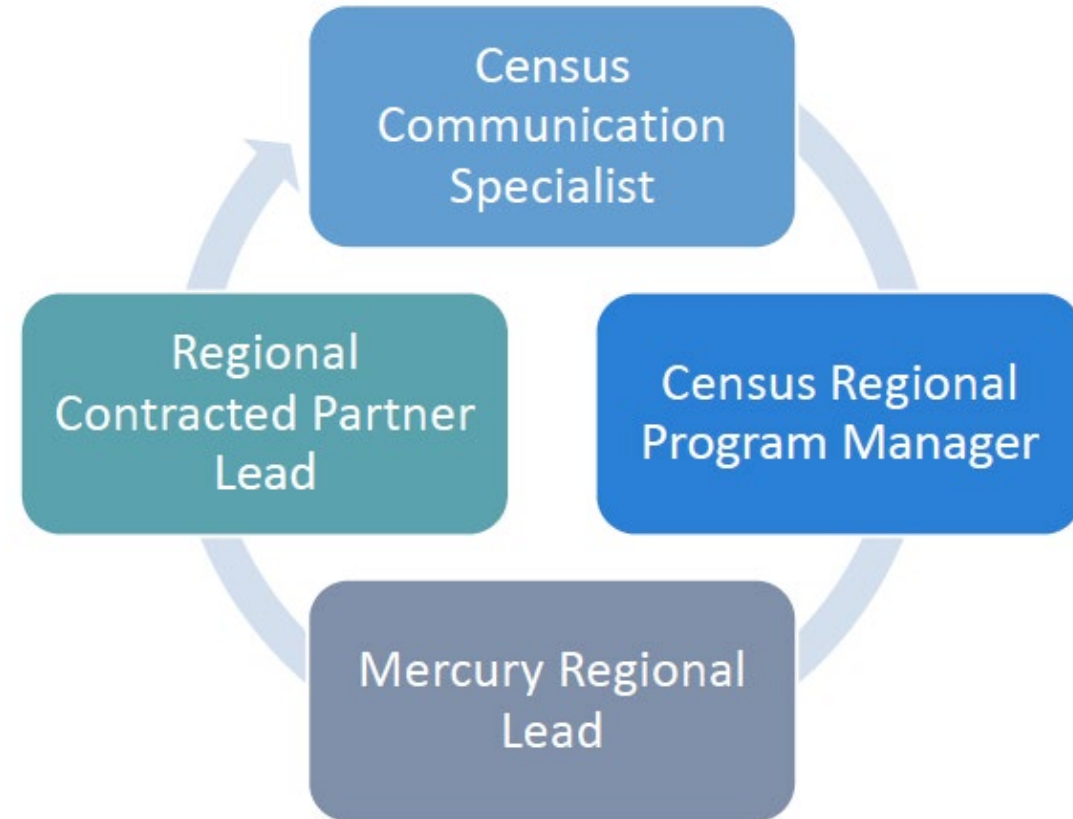 Census
Communication
Specialist
Regional
Contracted Partner
Lead
Census Regional
Program Manager
Mercury Regional
Lead